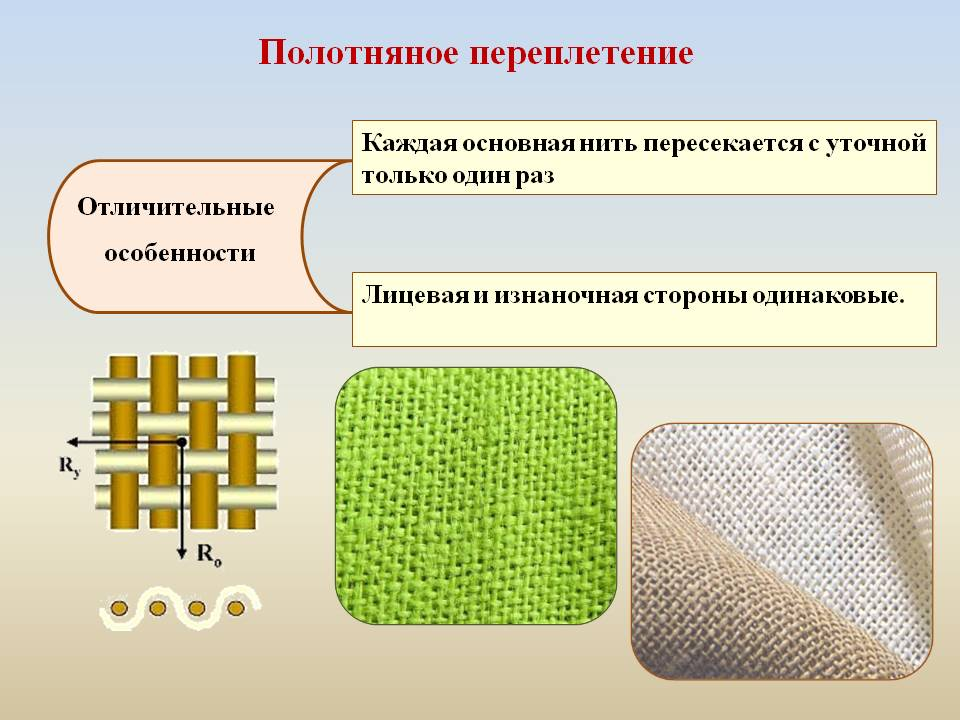 Полотняное переплетение
Каждая основная нить пересекается с уточной
только один раз
Отличительные
особенности
Лицевая и изнаночная стороны одинаковые.
Rу
Rо